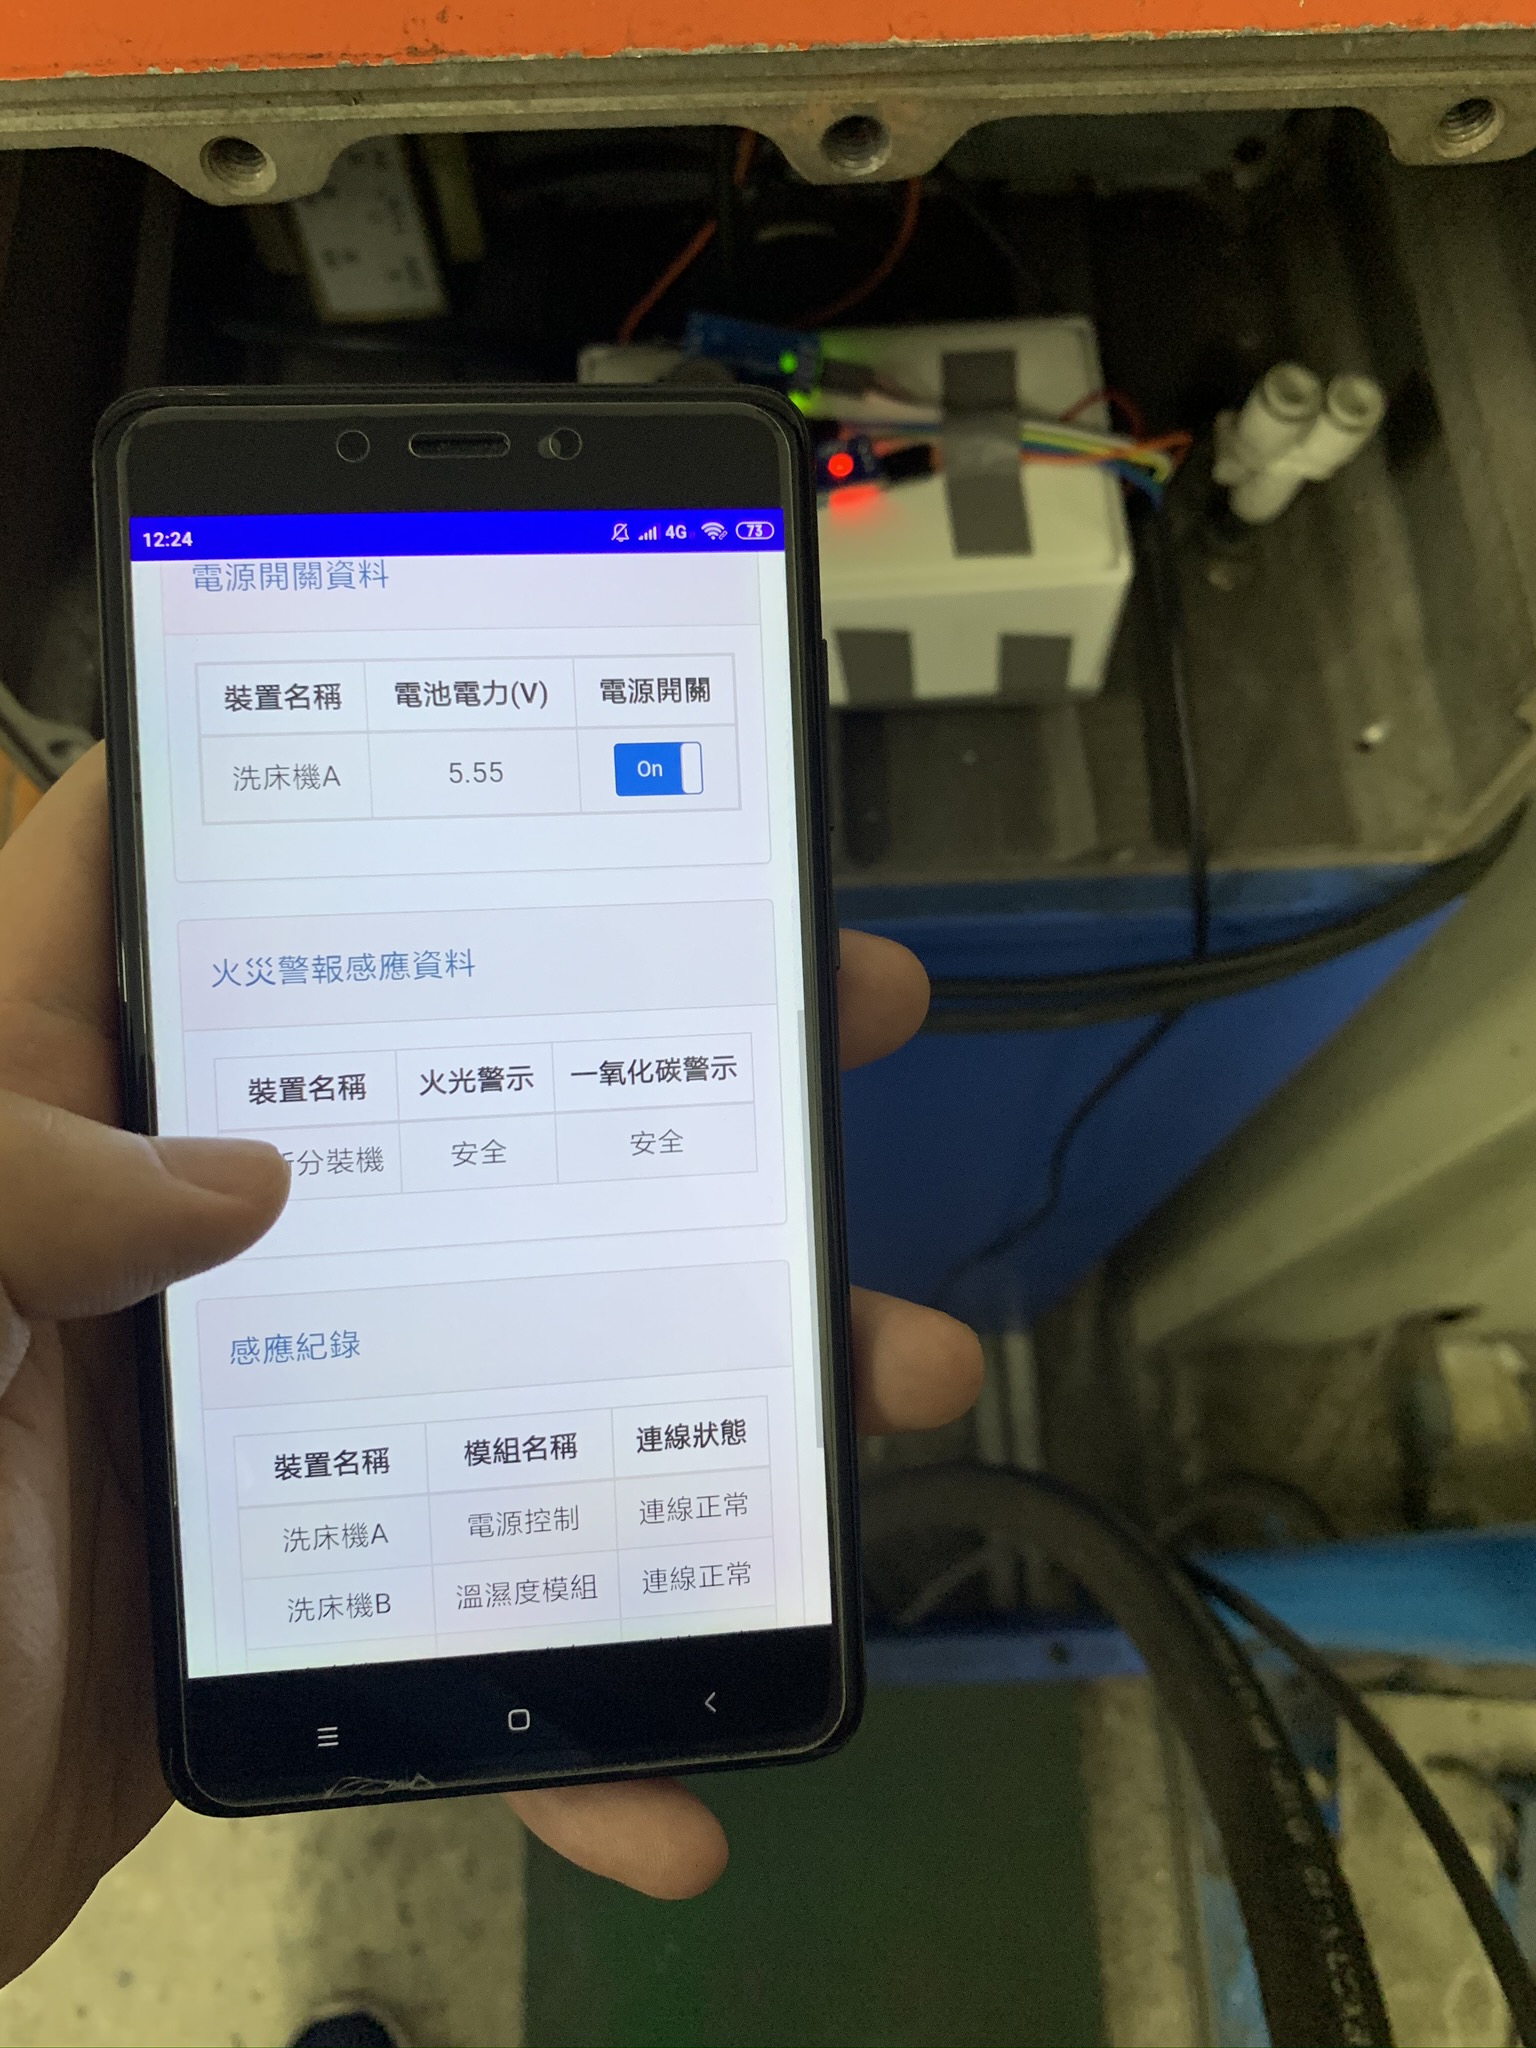 12:24 4G 73
電源開關資料
裝置名稱 電池電力(V) 電源開關
洗床機A 5.55 On
火災警報感應資料
裝置名稱 火光警示 一氧化碳警示
分裝機 安全 安全
感應紀錄
裝置名稱 模組名稱 連線狀態
洗床機A 電源控制 連線正常
洗床機B 溫濕度模組 連線正常